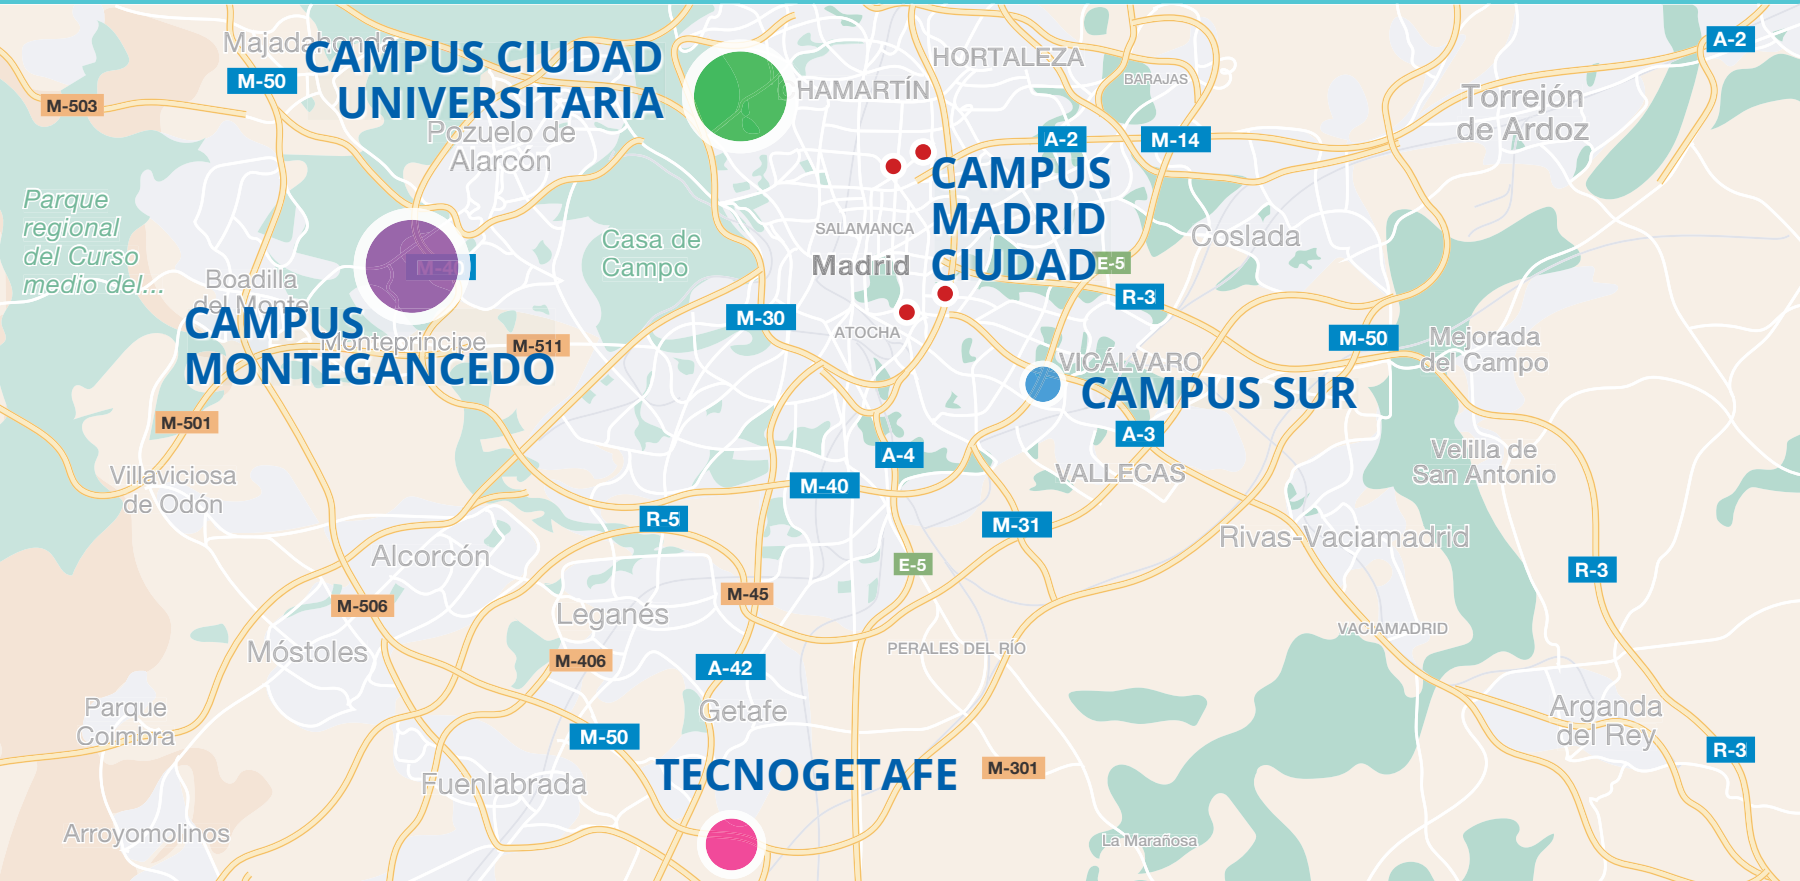 Majadahonda
CAMPUS CIUDAD
UNIVERSITARIA
M-50
M-503
Pozuelo de
Alarcón
HORTALEZA
CHAMARTÍN
BARAJAS
A-2
Torrejón
de Ardoz
A-2
M-14
CAMPUS
MADRID
CIUDAD
Parque
regional
del Curso
medio del...
SALAMANCA
Madrid
Casa de
Campo
Coslada
E-5
M-40
Boadilla
del Monte
CAMPUS
MONTEGANCEDO
Montepríncipe
M-511
M-30
ATOCHA
R-3
M-50
Mejorada
del Campo
VICÁLVARO
CAMPUS SUR
M-501
A-3
A-4
Velilla de
San Antonio
VALLECAS
Villaviciosa
de Odón
M-40
R-5
M-31
Rivas-Vaciamadrid
Alcorcón
E-5
R-3
M-45
M-506
Leganés
VACIAMADRID
Móstoles
M-406
A-42
PERALES DEL RÍO
Parque
Coimbra
Getafe
Arganda
del Rey
M-50
R-3
TECNOGETAFE
M-301
Fuenlabrada
Arroyomolinos
La Marañosa